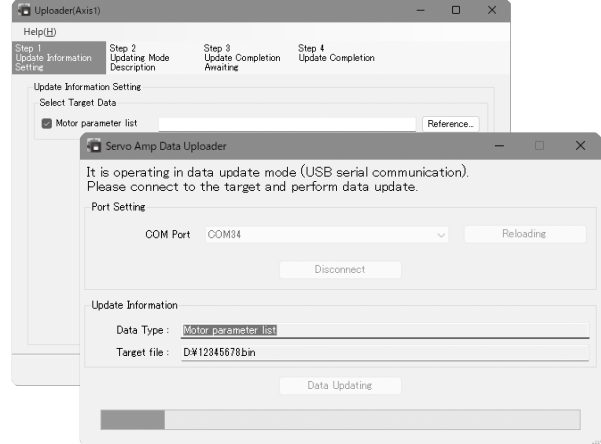 Uploader(Axis1)
Help(H)
Step 1
Update Information
Setting
Step 2
Updating Mode
Description
Step 3
Update Completion
Awaiting
Step 4
Update Completion
Update Information Setting
Select Target Data
Motor parameter list
Reference...
Servo Amp Data Uploader
It is operating in data update mode (USB serial communication).
Please connect to the target and perform data update.
Port Setting
COM Port COM34 Reloading
Disconnect
Update Information
Data Type : Motor parameter list
Target file : D:¥12345678.bin
Data Updating